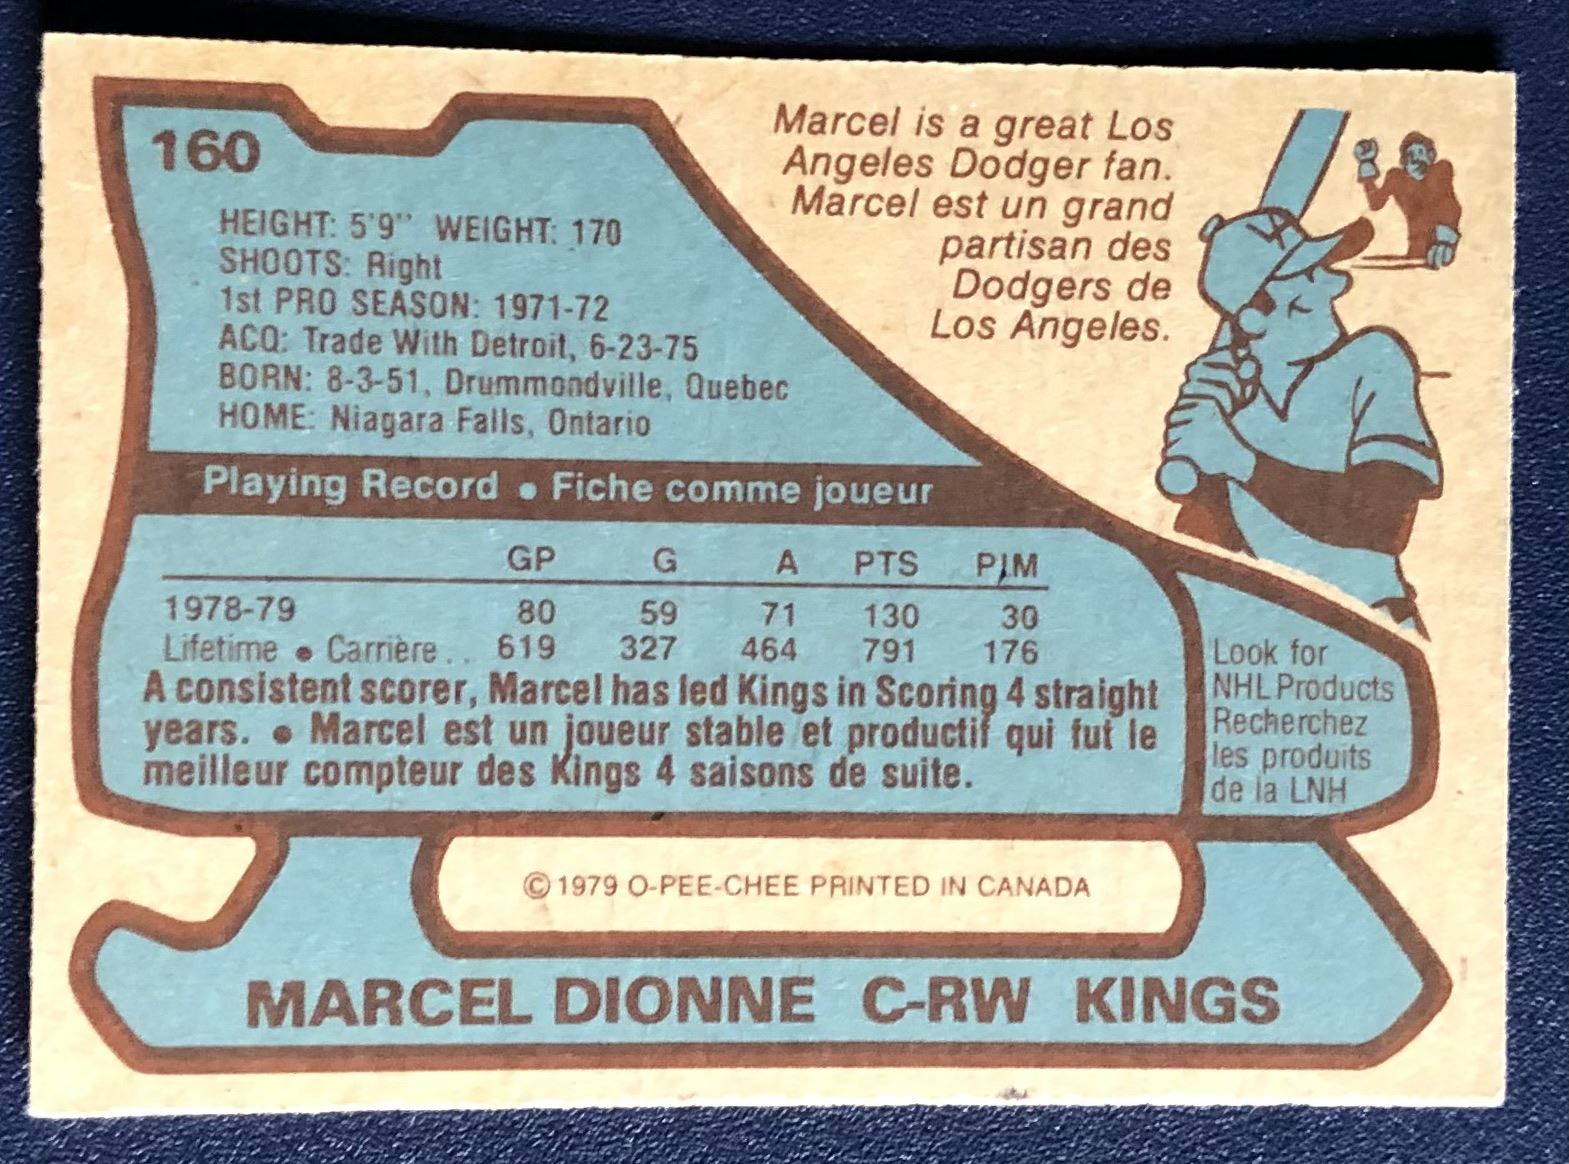 160
Marcel is a great Los
Angeles Dodger fan.
Marcel est un grand
partisan des
Dodgers de
Los Angeles.
HEIGHT: 5'9" WEIGHT: 170
SHOOTS: Right
1st PRO SEASON: 1971-72
ACQ: Trade With Detroit, 6-23-75
BORN: 8-3-51, Drummondville, Quebec
HOME: Niagara Falls, Ontario
Playing Record • Fiche comme joueur
GP G A PTS PIM
1978-79 80 59 71 130 30
Lifetime • Carrière .. 619 327 464 791 176
A consistent scorer, Marcel has led Kings in Scoring 4 straight
years. • Marcel est un joueur stable et productif qui fut le
meilleur compteur des Kings 4 saisons de suite.
Look for
NHL Products
Recherchez
les produits
de la LNH
© 1979 O-PEE-CHEE PRINTED IN CANADA
MARCEL DIONNE C-RW KINGS